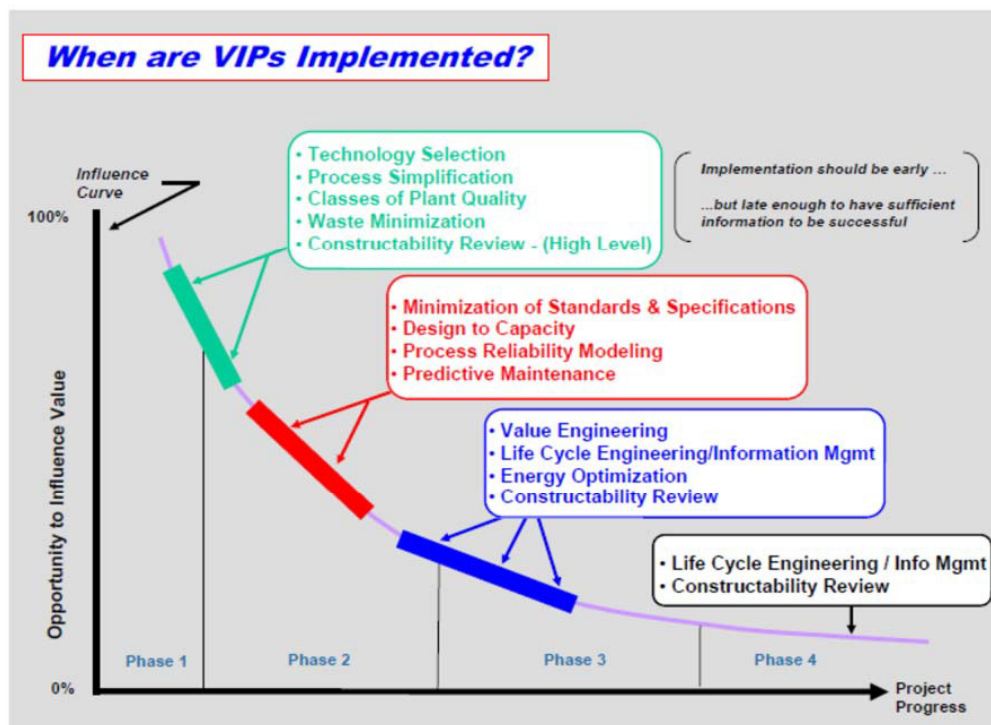 When are VIPs Implemented?
Influence
Curve
100%
• Technology Selection
• Process Simplification
• Classes of Plant Quality
• Waste Minimization
• Constructability Review - (High Level)
Implementation should be early ...
...but late enough to have sufficient
information to be successful
• Minimization of Standards & Specifications
• Design to Capacity
• Process Reliability Modeling
• Predictive Maintenance
• Value Engineering
• Life Cycle Engineering/Information Mgmt
• Energy Optimization
• Constructability Review
• Life Cycle Engineering / Info Mgmt
• Constructability Review
Opportunity to Influence Value
Phase 1
Phase 2
Phase 3
Phase 4
0%
Project
Progress